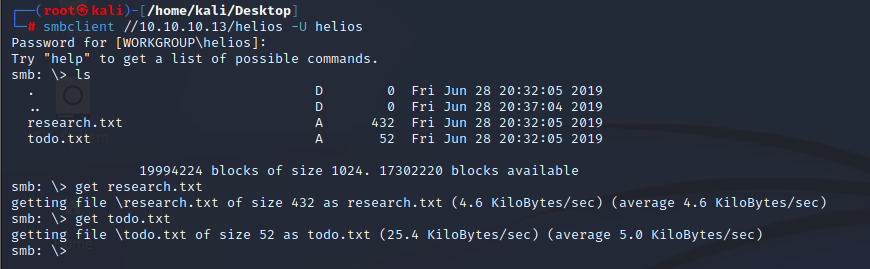 ┌──(root㉿kali)-[/home/kali/Desktop]
└─# smbclient //10.10.10.13/helios -U helios
Password for [WORKGROUP\helios]:
Try "help" to get a list of possible commands.
smb: \> ls
  .                                   D        0  Fri Jun 28 20:32:05 2019
  ..                                  D        0  Fri Jun 28 20:37:04 2019
  research.txt                        A      432  Fri Jun 28 20:32:05 2019
  todo.txt                            A       52  Fri Jun 28 20:32:05 2019
                19994224 blocks of size 1024. 17302220 blocks available
smb: \> get research.txt
getting file \research.txt of size 432 as research.txt (4.6 KiloBytes/sec) (average 4.6 KiloBytes/sec)
smb: \> get todo.txt
getting file \todo.txt of size 52 as todo.txt (25.4 KiloBytes/sec) (average 5.0 KiloBytes/sec)
smb: \>